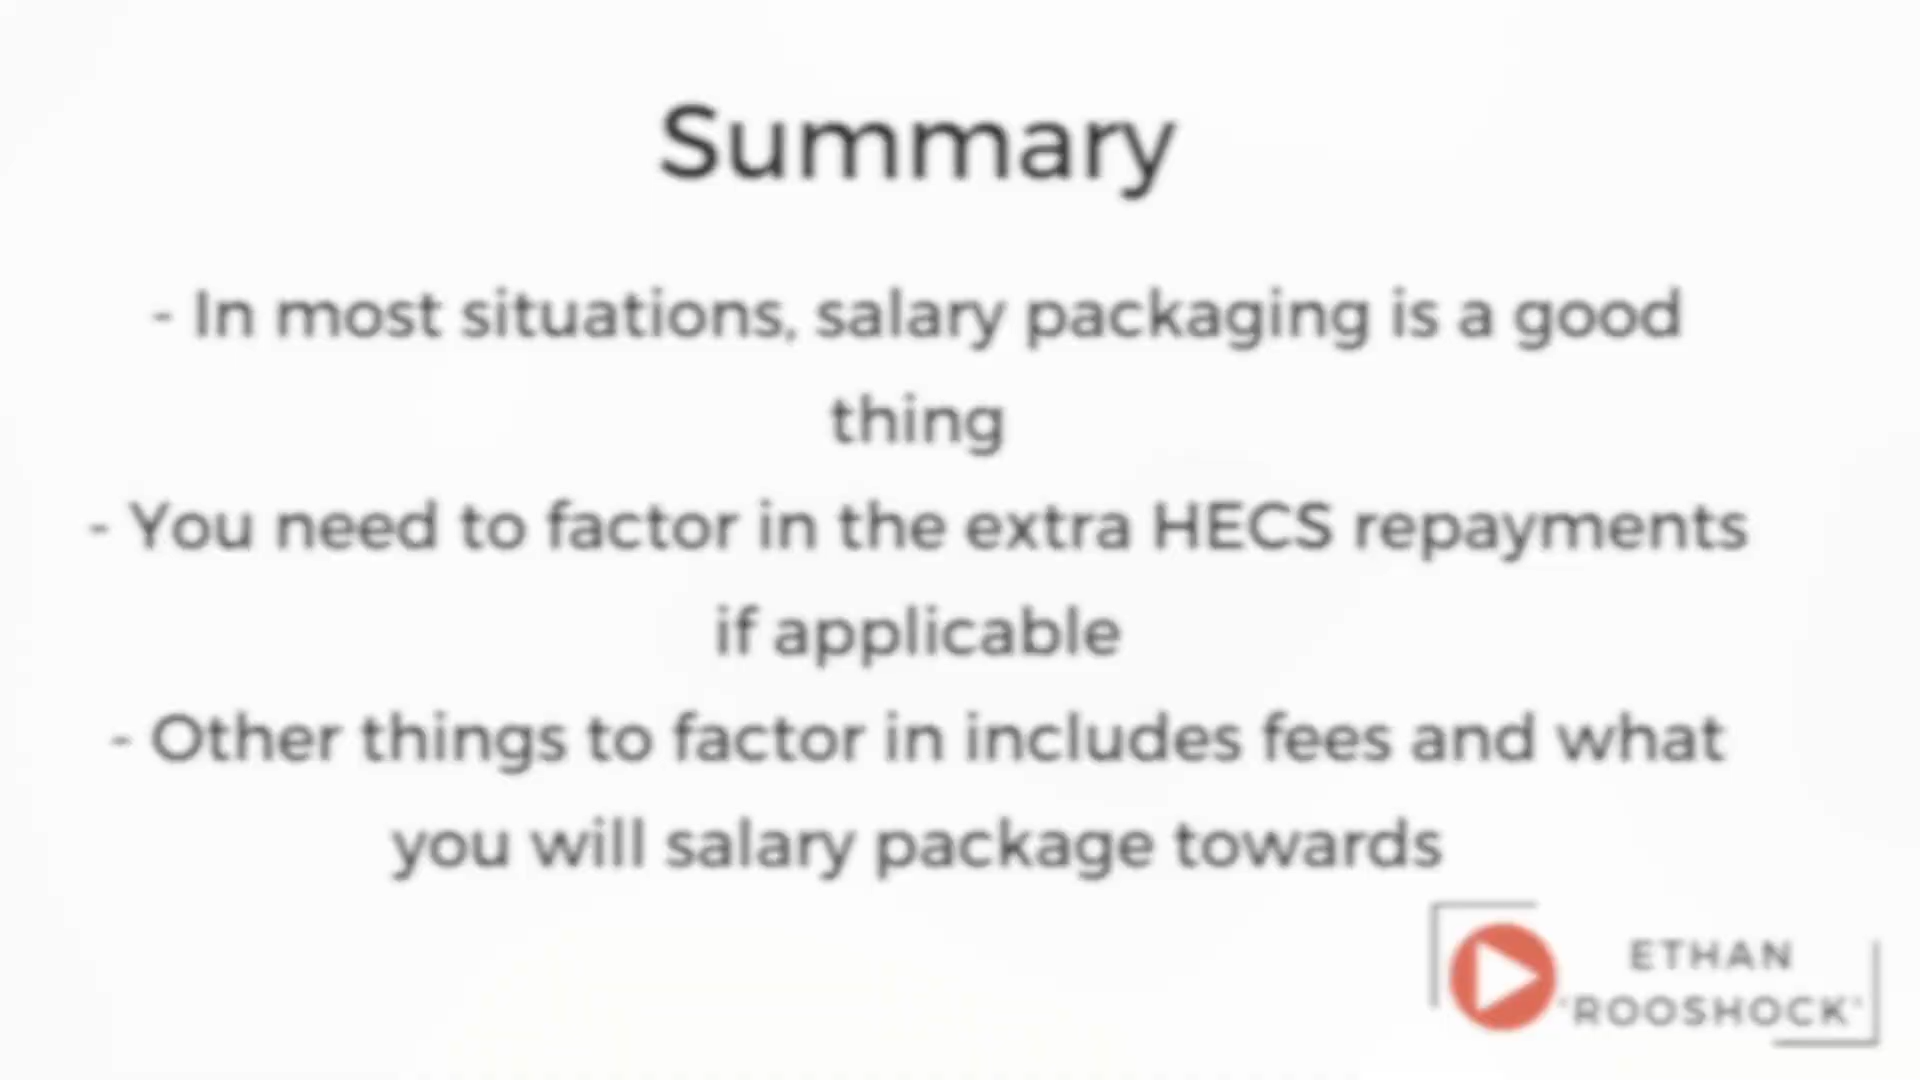 Summary
- In most situations, salary packaging is a good
thing
- You need to factor in the extra HECS repayments
if applicable
- Other things to factor in includes fees and what
you will salary package towards
ETHAN
'ROOSHOCK'